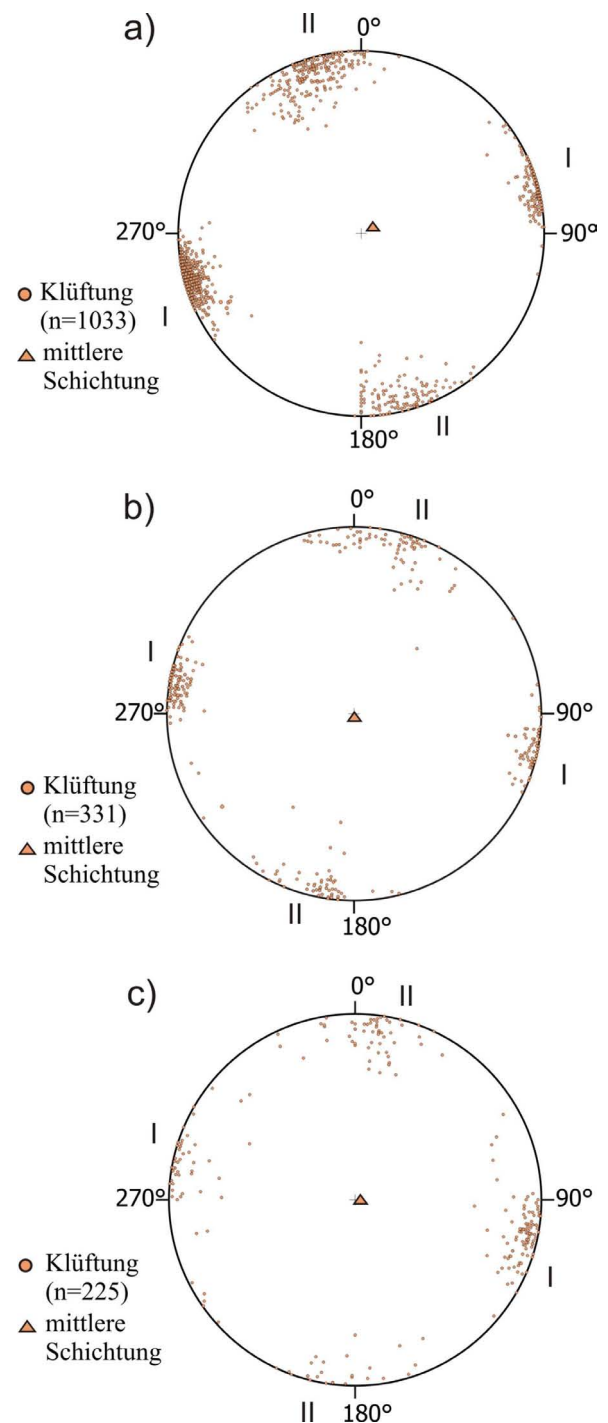 a)
II
0°
I
270°
90°
Klüftung
(n=1033)
I
mittlere
Schichtung
180°
II
b)
0°
II
I
270°
90°
I
Klüftung
(n=331)
mittlere
Schichtung
II
180°
c)
0°
II
I
270°
90°
Klüftung
(n=225)
I
mittlere
Schichtung
II
180°